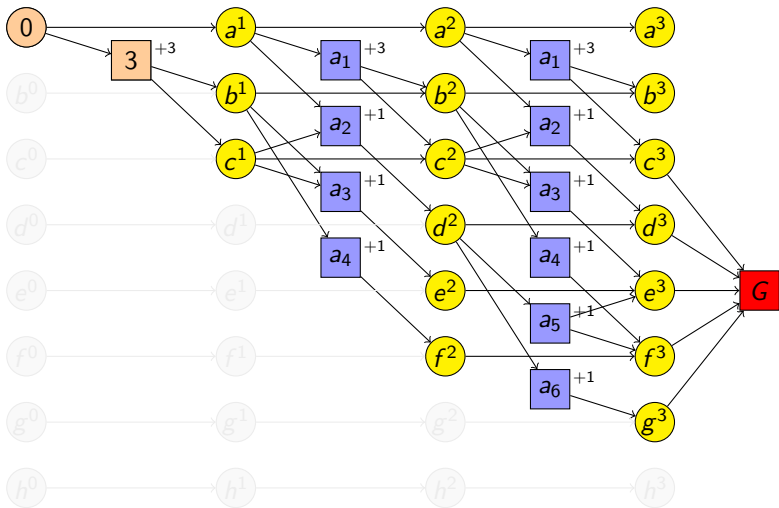 0 a¹ a² a³
3 +3 a₁ +3 a₁ +3
b⁰ b¹ b² b³
a₂ +1 a₂ +1
c⁰ c¹ c² c³
a₃ +1 a₃ +1
d⁰ d¹ d² d³
a₄ +1 a₄ +1
e⁰ e¹ e² e³ G
a₅ +1
f⁰ f¹ f² f³
a₆ +1
g⁰ g¹ g² g³
h⁰ h¹ h² h³